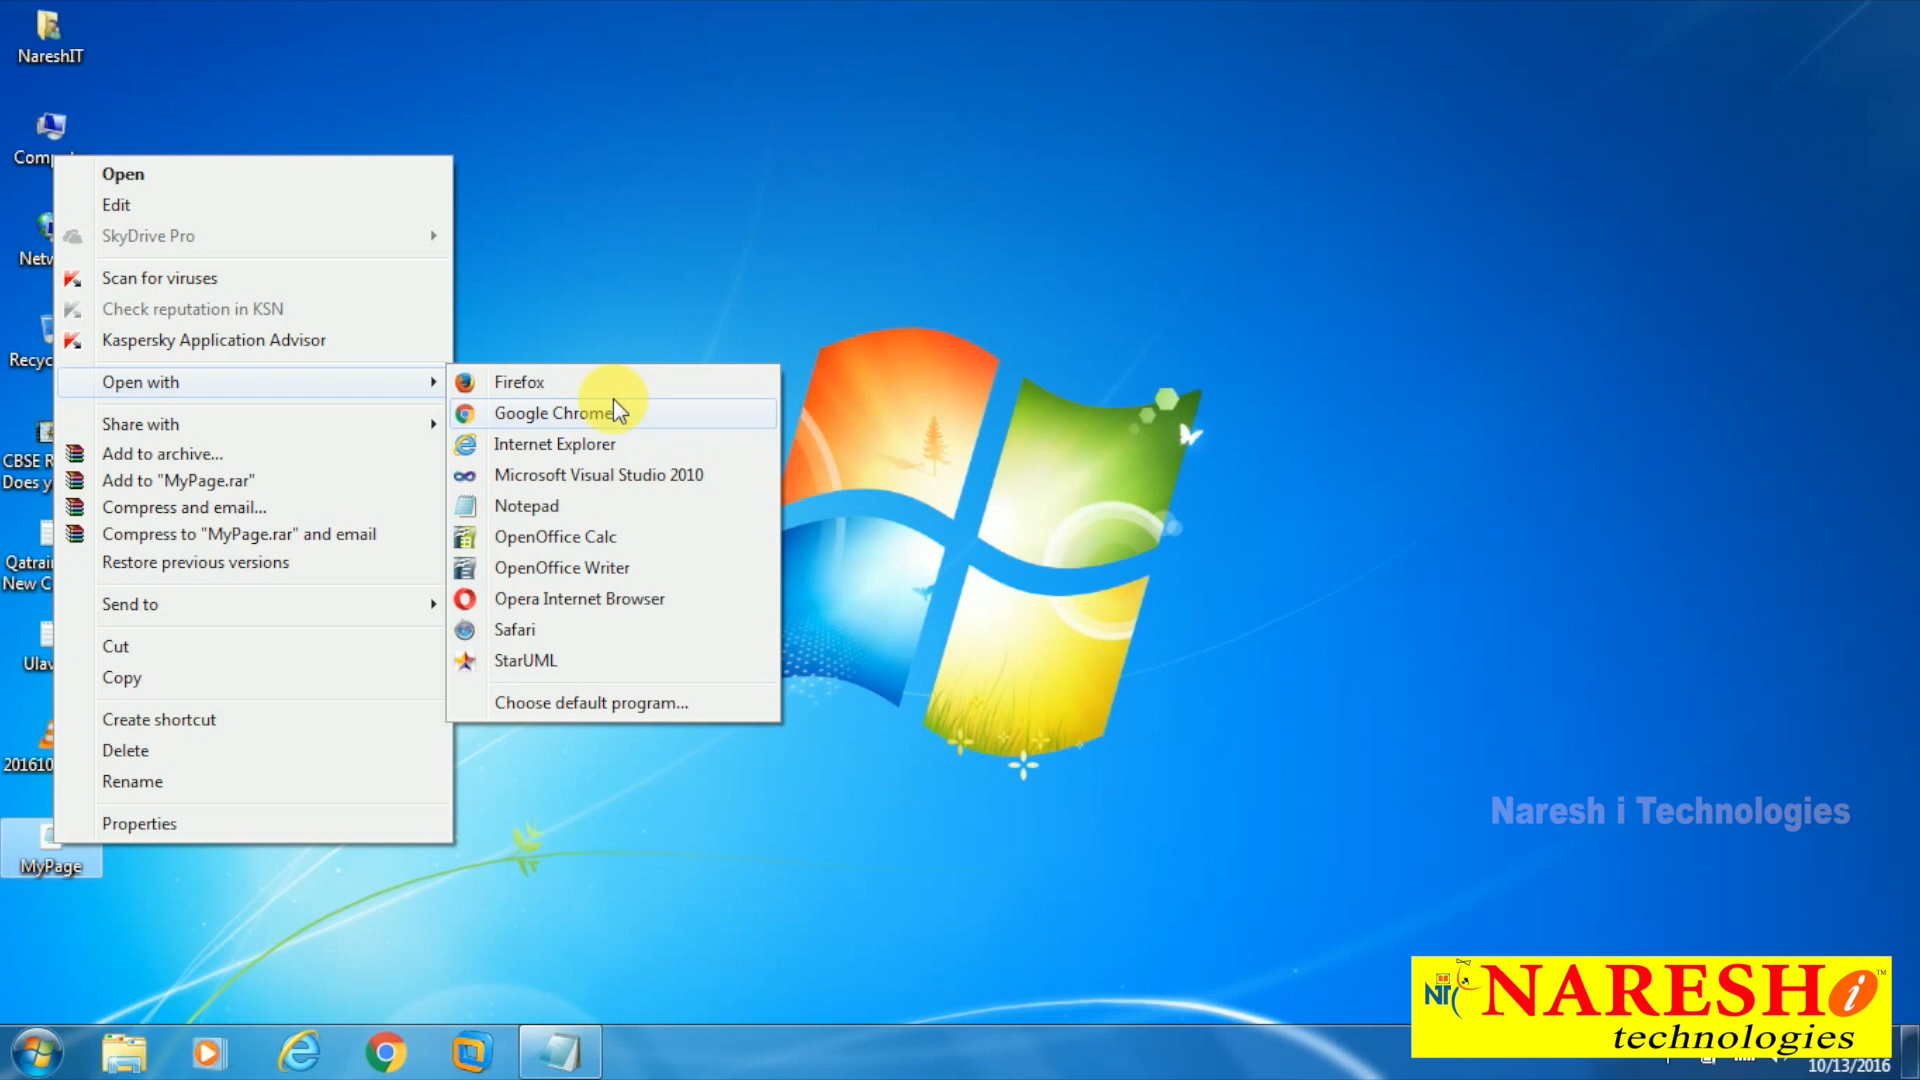 NareshIT
Open
Edit
SkyDrive Pro
Scan for viruses
Check reputation in KSN
Kaspersky Application Advisor
Open with
Share with
Add to archive...
Add to "MyPage.rar"
Compress and email...
Compress to "MyPage.rar" and email
Restore previous versions
Send to
Cut
Copy
Create shortcut
Delete
Rename
Properties
Firefox
Google Chrome
Internet Explorer
Microsoft Visual Studio 2010
Notepad
OpenOffice Calc
OpenOffice Writer
Opera Internet Browser
Safari
StarUML
Choose default program...
CBSE R
Does y
Qatrai
New C
201610
MyPage
Naresh i Technologies
NARESH i ™
technologies
10/13/2016